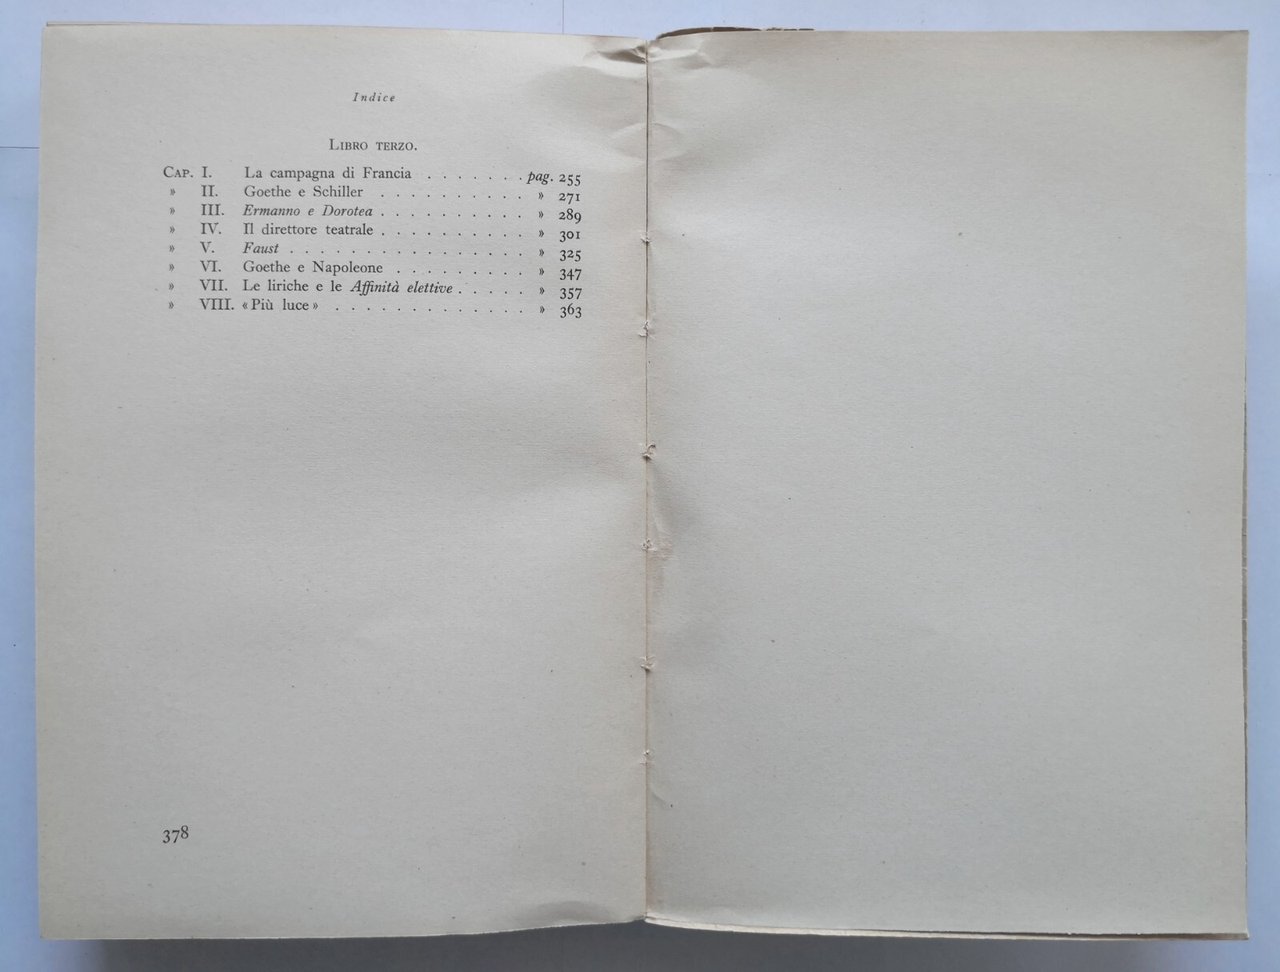 Indice
LIBRO TERZO.
CAP. I. La campagna di Francia . . . . . . . pag. 255
» II. Goethe e Schiller . . . . . . . . . . » 271
» III. Ermanno e Dorotea . . . . . . . . . . » 289
» IV. Il direttore teatrale . . . . . . . . . . » 301
» V. Faust . . . . . . . . . . . . . . . . » 325
» VI. Goethe e Napoleone . . . . . . . . . » 347
» VII. Le liriche e le Affinità elettive . . . . . » 357
» VIII. «Più luce» . . . . . . . . . . . . . » 363
378